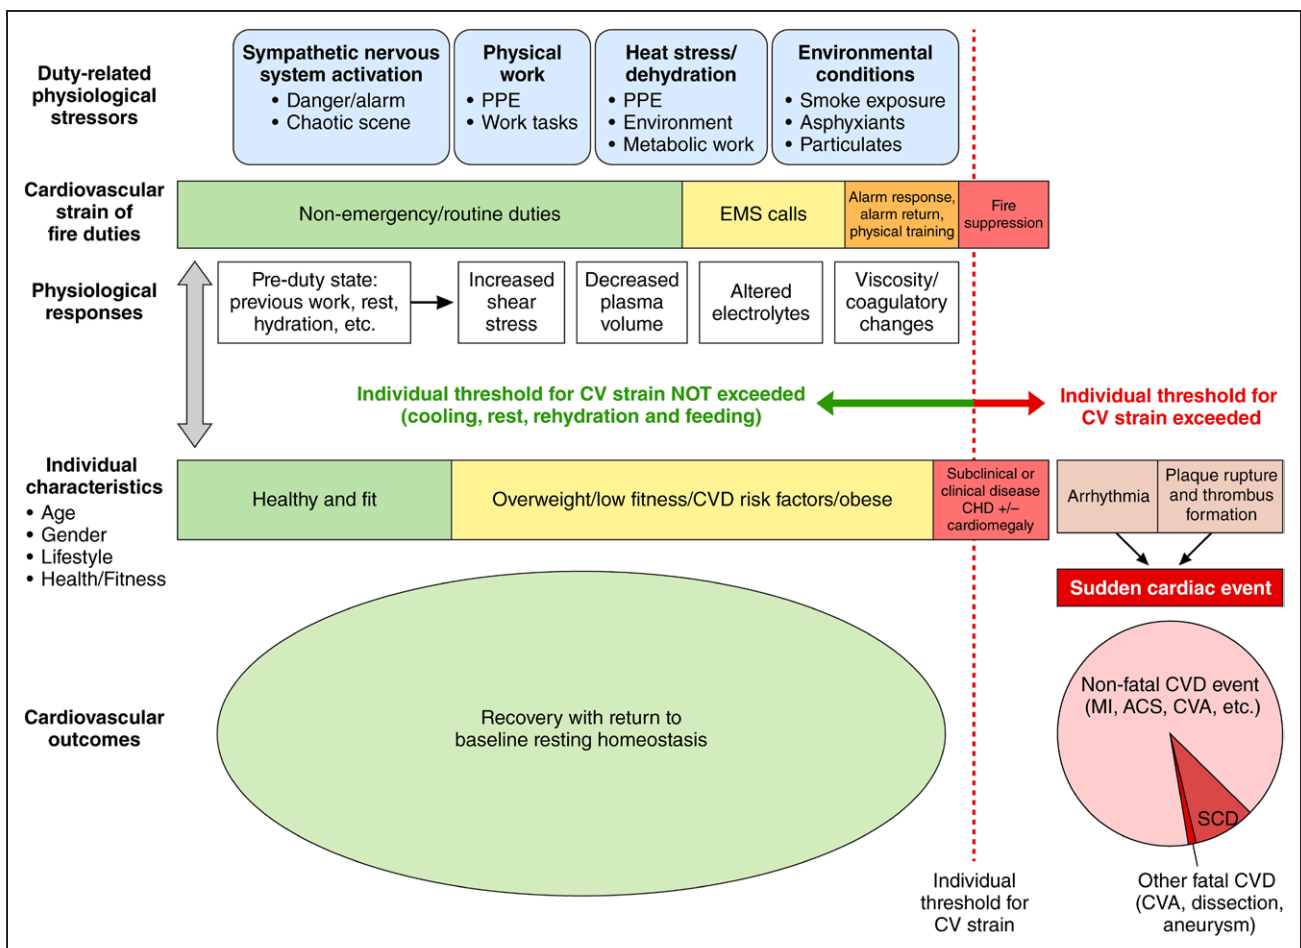 Duty-related
physiological
stressors
Sympathetic nervous
system activation
• Danger/alarm
• Chaotic scene
Physical
work
• PPE
• Work tasks
Heat stress/
dehydration
• PPE
• Environment
• Metabolic work
Environmental
conditions
• Smoke exposure
• Asphyxiants
• Particulates
Cardiovascular
strain of
fire duties
Non-emergency/routine duties
EMS calls
Alarm response,
alarm return,
physical training
Fire
suppression
Physiological
responses
Pre-duty state:
previous work, rest,
hydration, etc.
Increased
shear
stress
Decreased
plasma
volume
Altered
electrolytes
Viscosity/
coagulatory
changes
Individual threshold for CV strain NOT exceeded
(cooling, rest, rehydration and feeding)
Individual threshold for
CV strain exceeded
Individual
characteristics
• Age
• Gender
• Lifestyle
• Health/Fitness
Healthy and fit
Overweight/low fitness/CVD risk factors/obese
Subclinical or
clinical disease
CHD +/–
cardiomegaly
Arrhythmia
Plaque rupture
and thrombus
formation
Sudden cardiac event
Cardiovascular
outcomes
Recovery with return to
baseline resting homeostasis
Non-fatal CVD event
(MI, ACS, CVA, etc.)
SCD
Individual
threshold for
CV strain
Other fatal CVD
(CVA, dissection,
aneurysm)